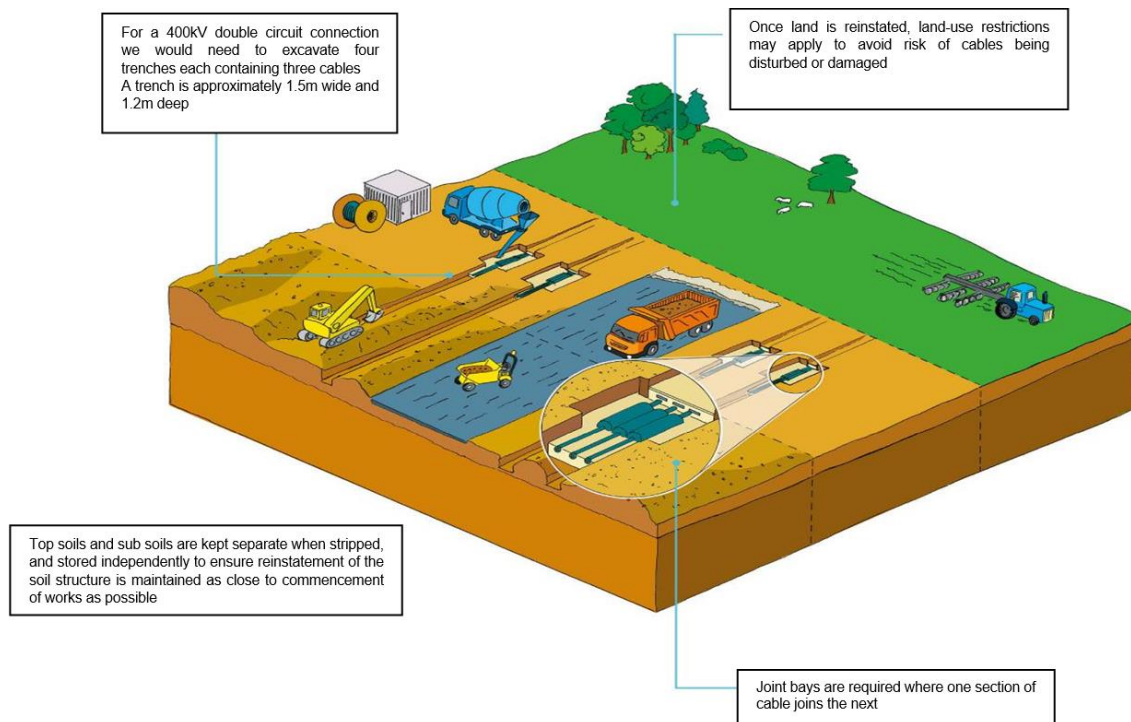 For a 400kV double circuit connection
we would need to excavate four
trenches each containing three cables
A trench is approximately 1.5m wide and
1.2m deep
Once land is reinstated, land-use restrictions
may apply to avoid risk of cables being
disturbed or damaged
Top soils and sub soils are kept separate when stripped,
and stored independently to ensure reinstatement of the
soil structure is maintained as close to commencement
of works as possible
Joint bays are required where one section of
cable joins the next